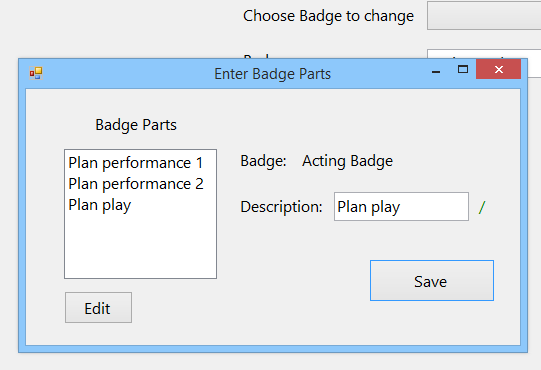 Choose Badge to change
Enter Badge Parts
Badge Parts
Plan performance 1
Plan performance 2
Plan play
Edit
Badge: Acting Badge
Description: Plan play /
Save